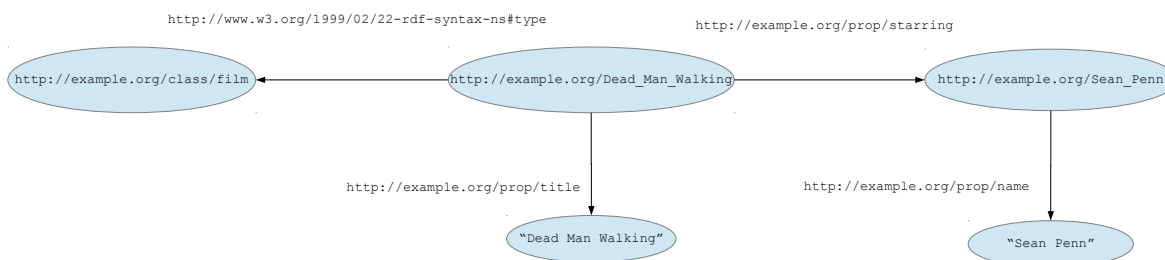 http://www.w3.org/1999/02/22-rdf-syntax-ns#type
http://example.org/prop/starring
http://example.org/class/film
http://example.org/Dead_Man_Walking
http://example.org/Sean_Penn
http://example.org/prop/title
http://example.org/prop/name
“Dead Man Walking”
“Sean Penn”